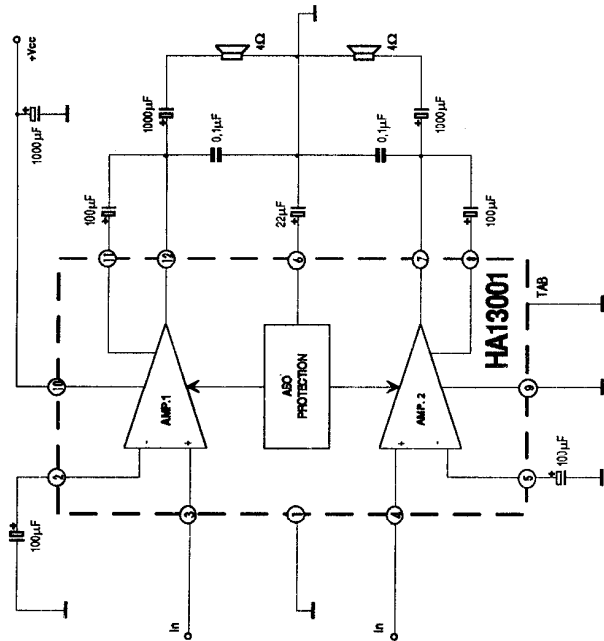 +Vcc
1000µF
4Ω
4Ω
1000µF
0,1µF
0,1µF
1000µF
100µF
22µF
100µF
11
12
6
7
8
HA13001
TAB
10
AMP.1
ASO
PROTECTION
AMP. 2
9
2
-
+
+
-
5
100µF
100µF
3
1
4
In
In